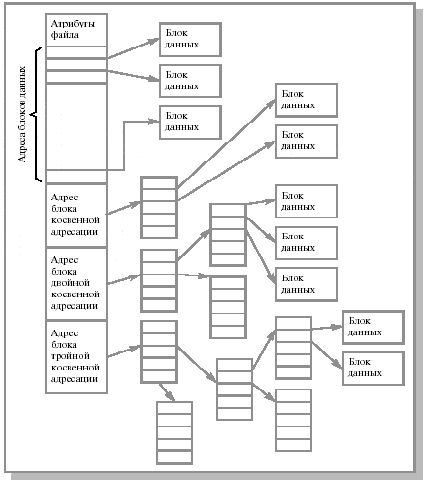 Атрибуты
файла
Адреса блоков данных
Блок
данных
Блок
данных
Блок
данных
Блок
данных
Блок
данных
Адрес
блока
косвенной
адресации
Блок
данных
Блок
данных
Блок
данных
Адрес
блока
двойной
косвенной
адресации
Адрес
блока
тройной
косвенной
адресации
Блок
данных
Блок
данных